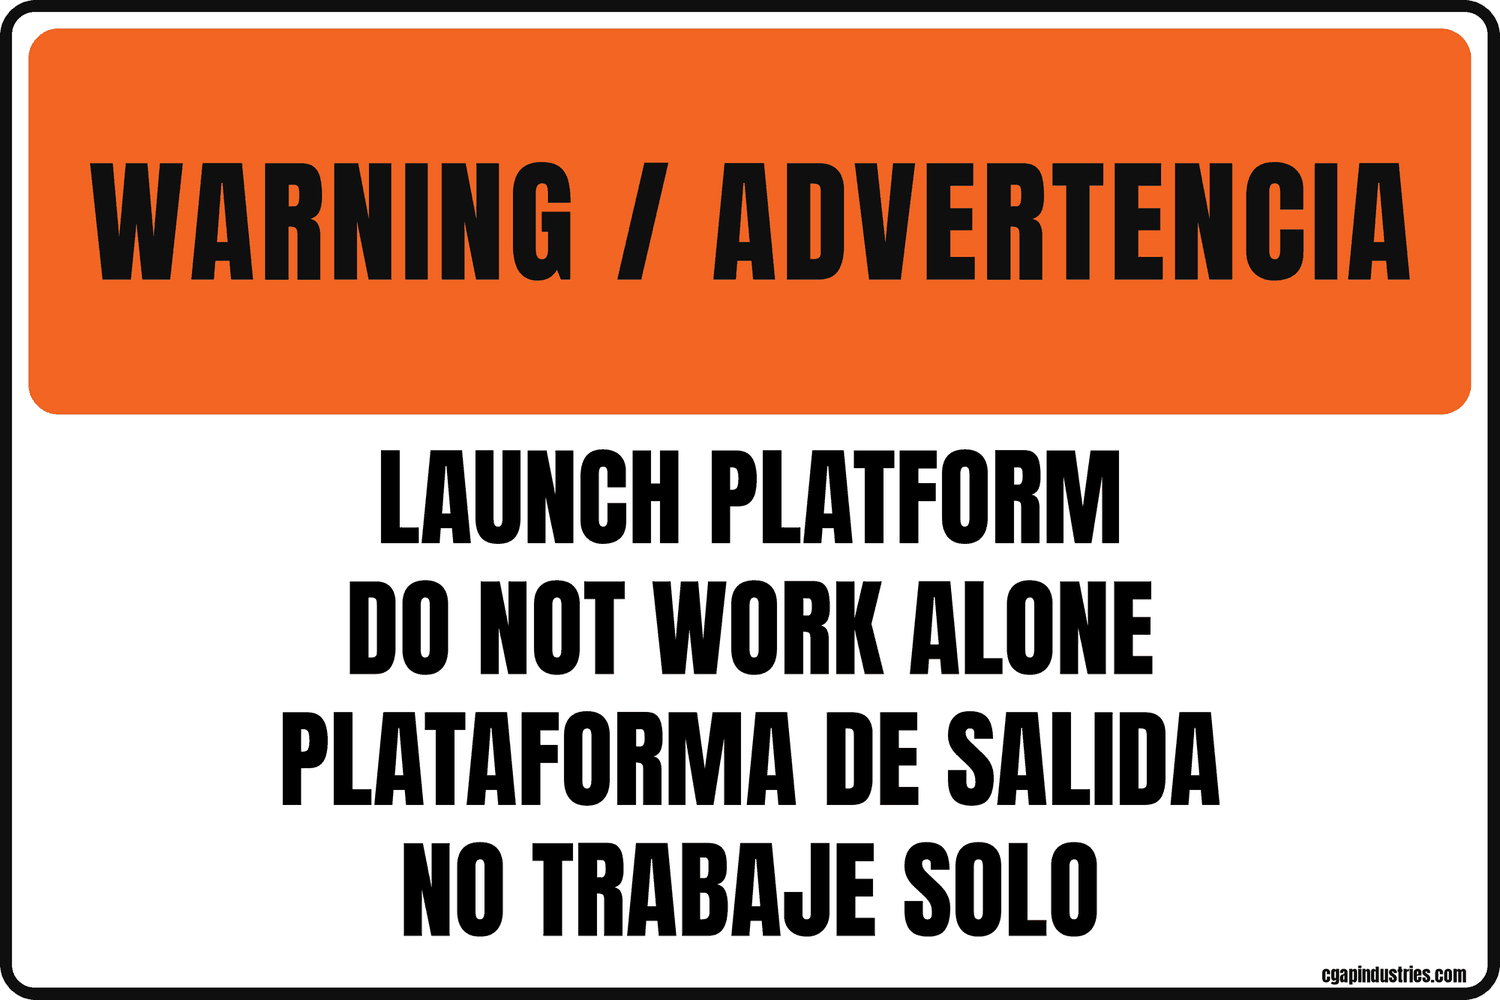 WARNING / ADVERTENCIA
LAUNCH PLATFORM
DO NOT WORK ALONE
PLATAFORMA DE SALIDA
NO TRABAJE SOLO
cgapindustries.com